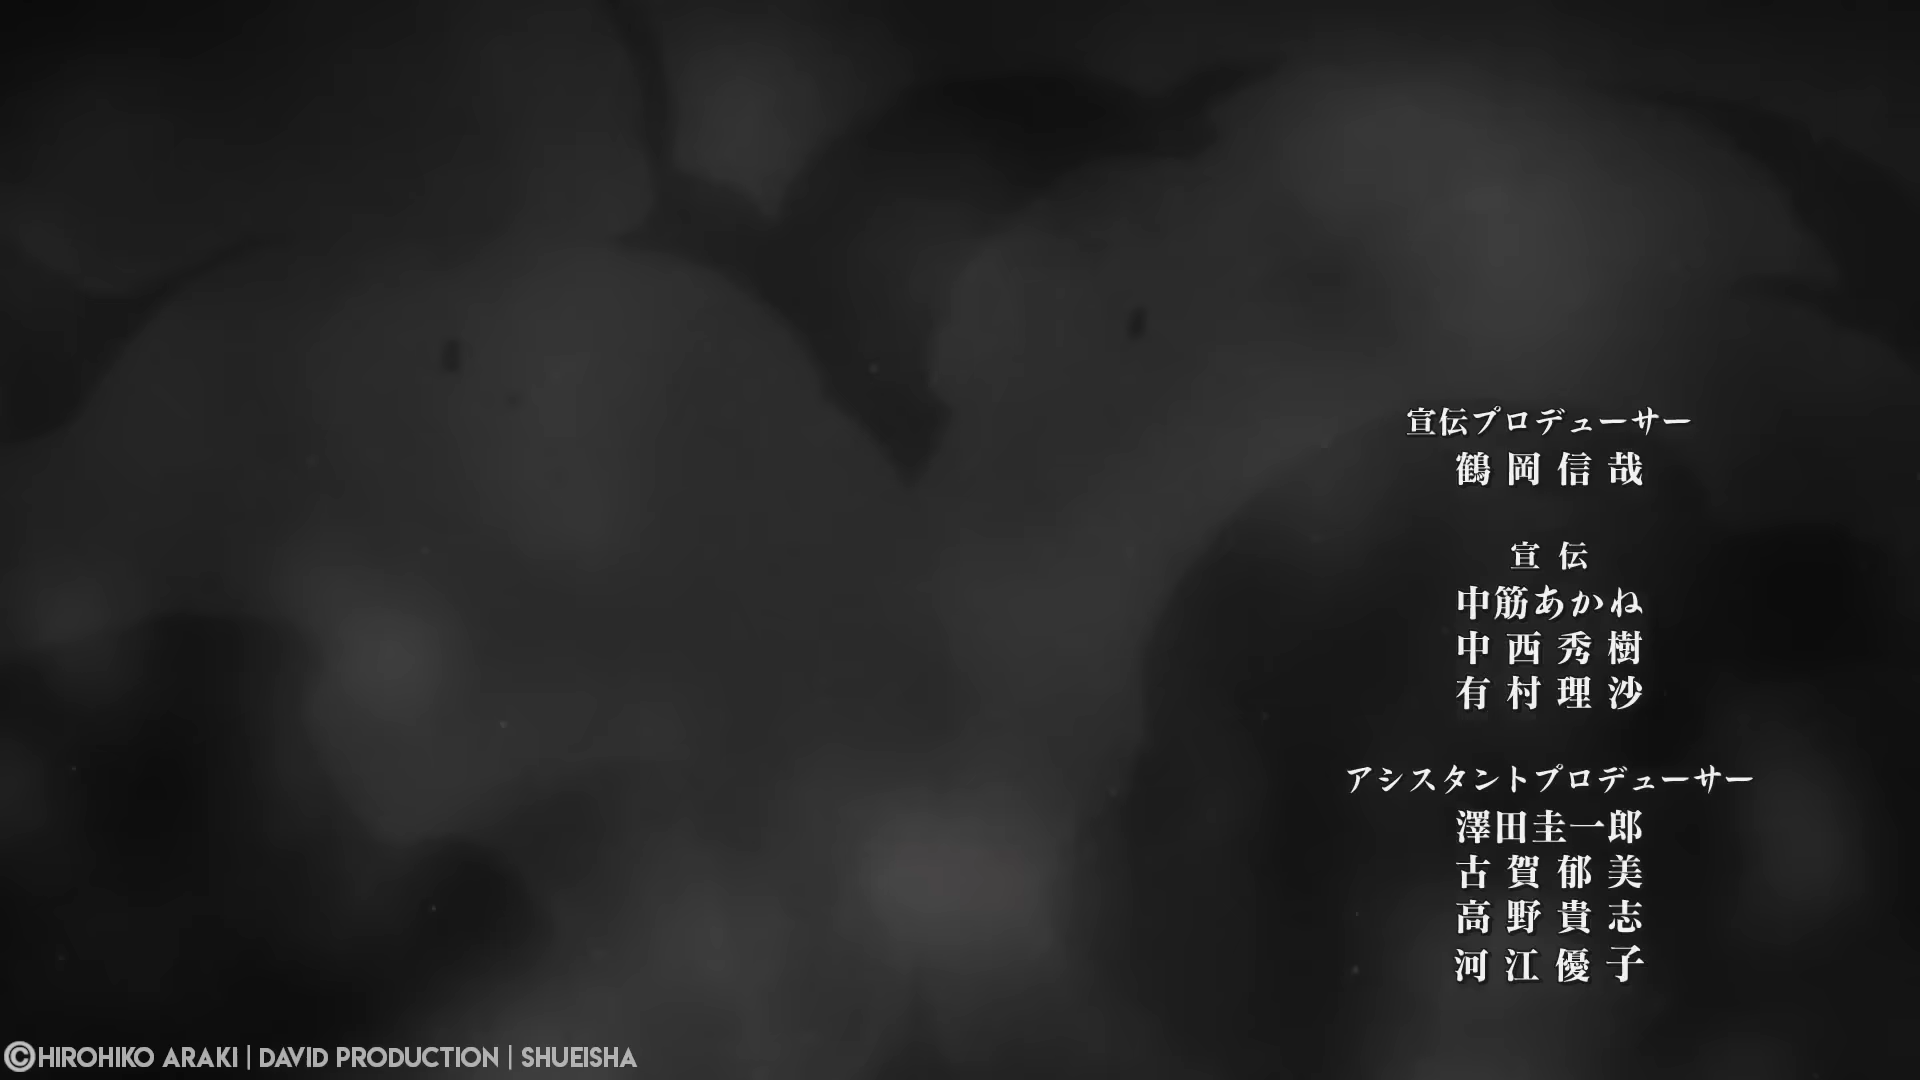 宣伝プロデューサー
鶴岡信哉
宣伝
中筋あかね
中西秀樹
有村理沙
アシスタントプロデューサー
澤田圭一郎
古賀郁美
高野貴志
河江優子
©HIROHIKO ARAKI | DAVID PRODUCTION | SHUEISHA